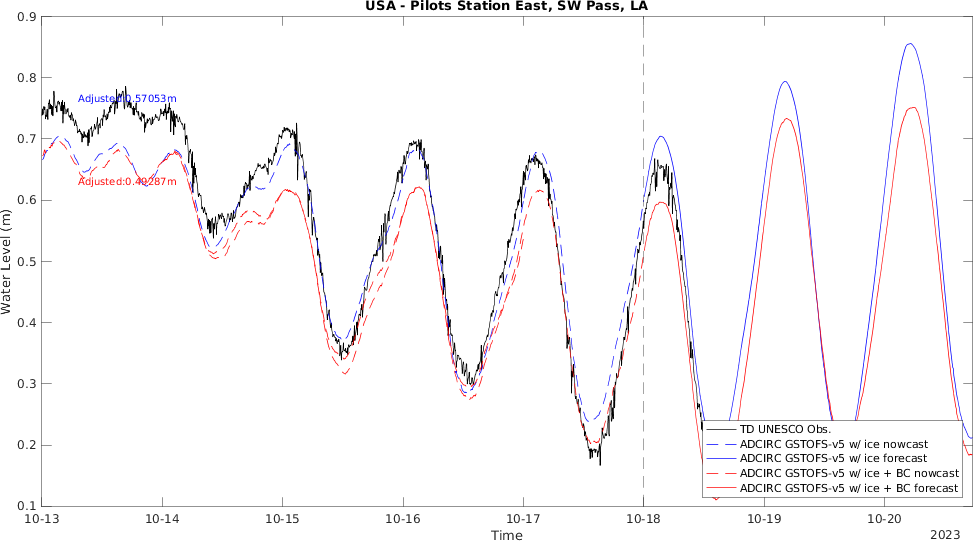 USA - Pilots Station East, SW Pass, LA
0.9
0.8
0.7
0.6
0.5
0.4
0.3
0.2
0.1
Water Level (m)
Adjusted:0.57053m
Adjusted:0.49287m
TD UNESCO Obs.
ADCIRC GSTOFS-v5 w/ ice nowcast
ADCIRC GSTOFS-v5 w/ ice forecast
ADCIRC GSTOFS-v5 w/ ice + BC nowcast
ADCIRC GSTOFS-v5 w/ ice + BC forecast
10-13 10-14 10-15 10-16 10-17 10-18 10-19 10-20
Time
2023